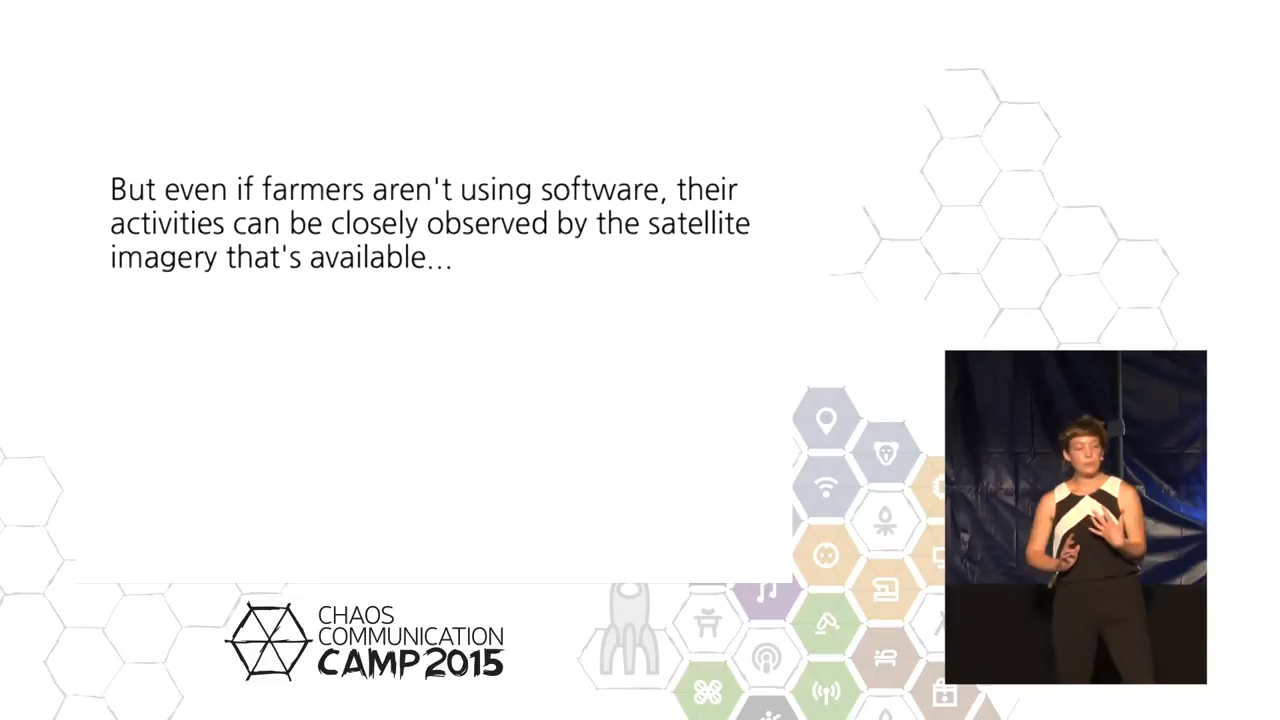 But even if farmers aren't using software, their
activities can be closely observed by the satellite
imagery that's available...
CHAOS
COMMUNICATION
CAMP 2015